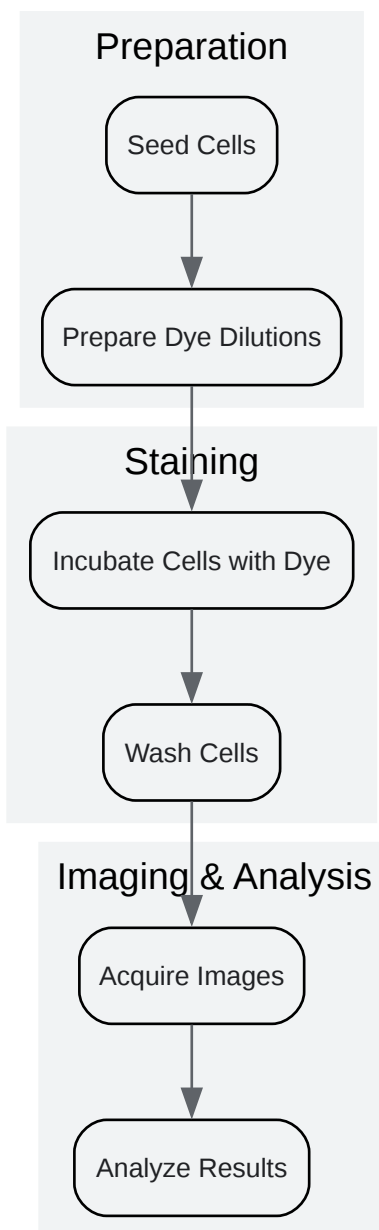 Preparation
Seed Cells
Prepare Dye Dilutions
Staining
Incubate Cells with Dye
Wash Cells
Imaging & Analysis
Acquire Images
Analyze Results